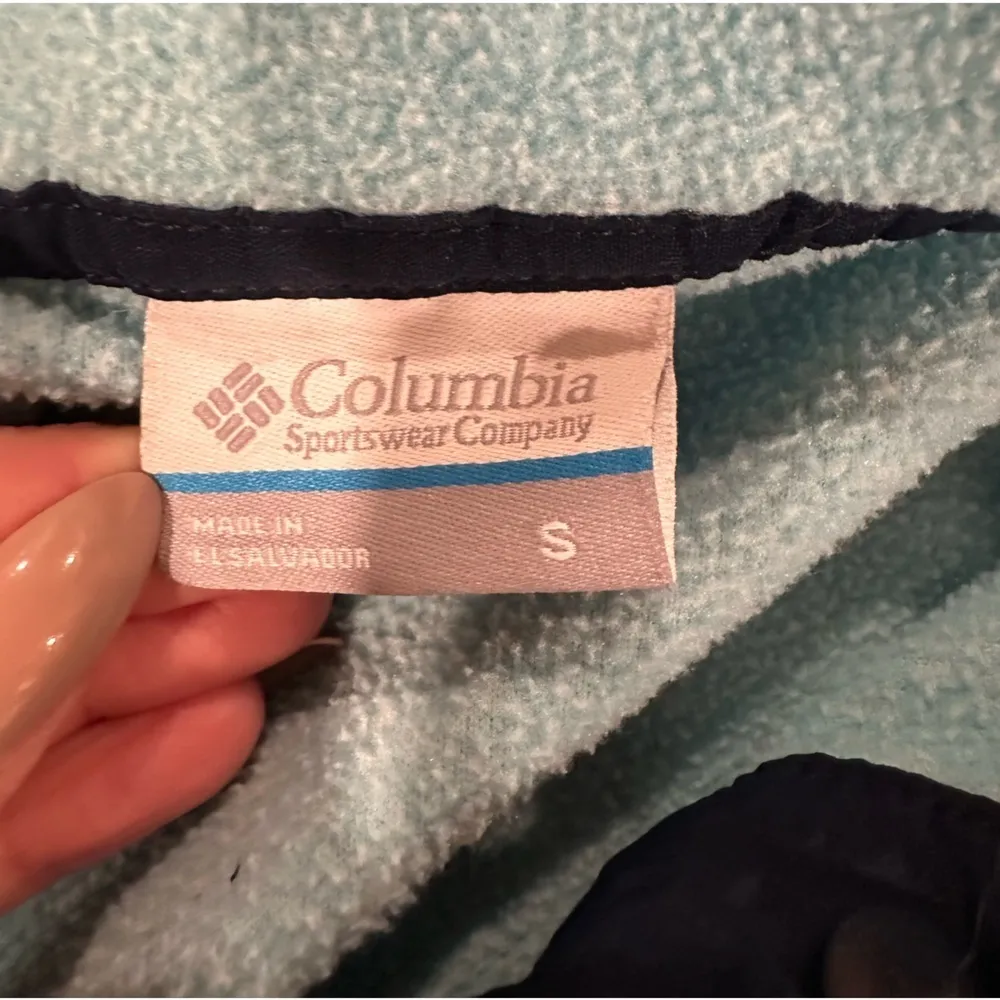 Columbia
Sportswear Company
MADE IN
EL SALVADOR
S